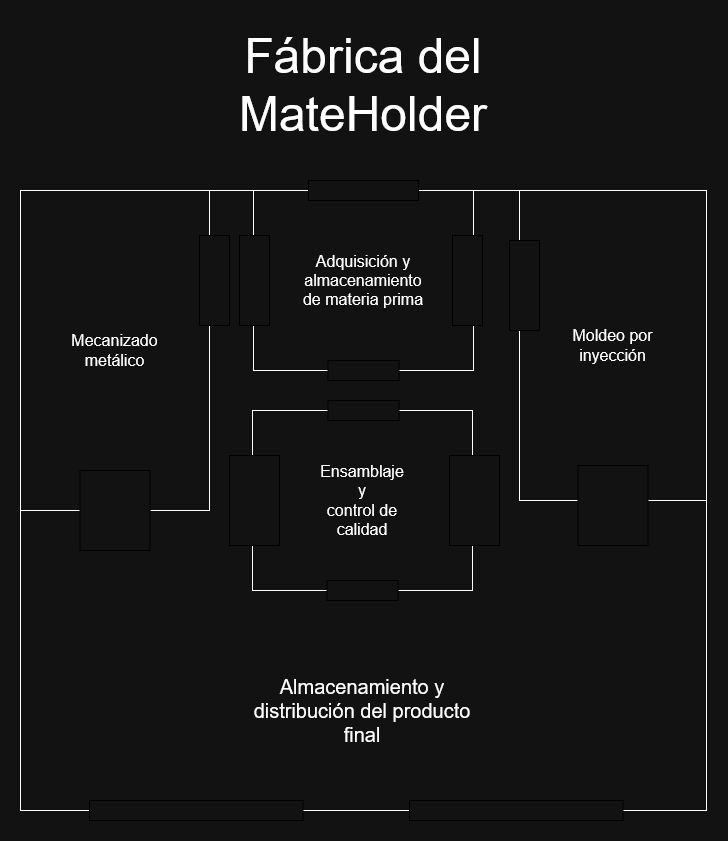 Fábrica del
MateHolder
Adquisición y
almacenamiento
de materia prima
Mecanizado
metálico
Moldeo por
inyección
Ensamblaje
y
control de
calidad
Almacenamiento y
distribución del producto
final